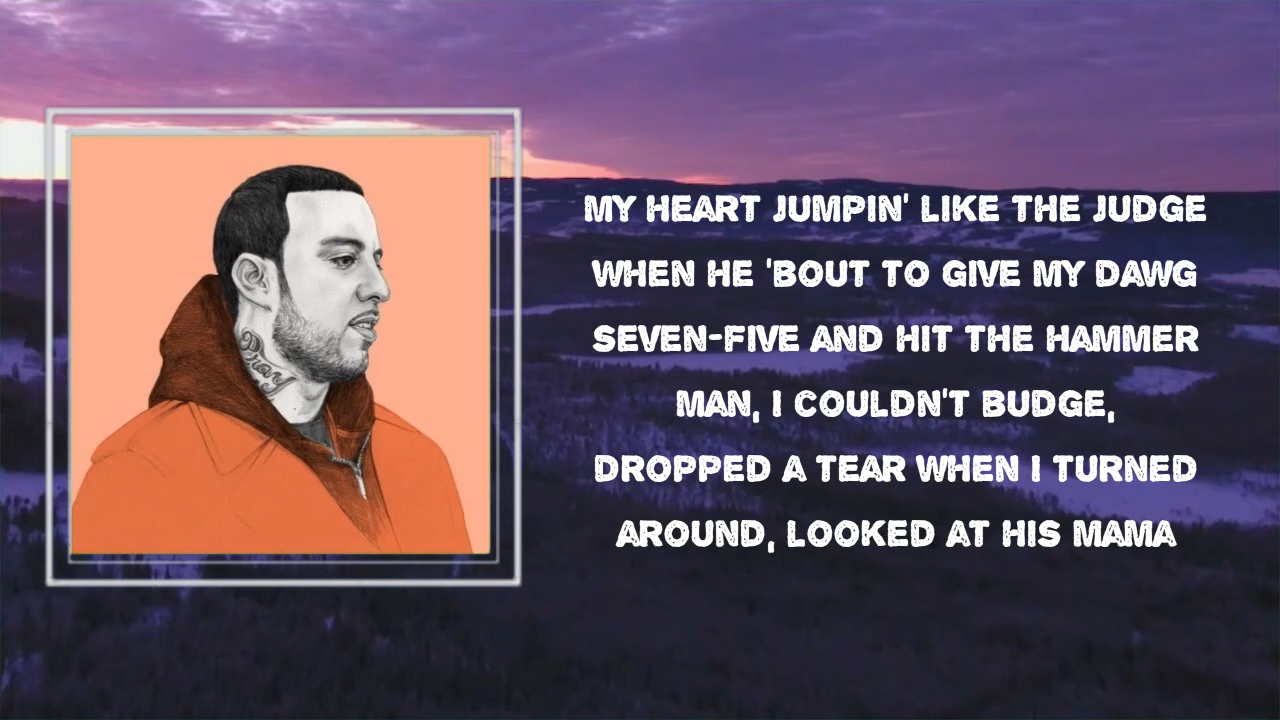 MY HEART JUMPIN' LIKE THE JUDGE
WHEN HE 'BOUT TO GIVE MY DAWG
SEVEN-FIVE AND HIT THE HAMMER
MAN, I COULDN'T BUDGE,
DROPPED A TEAR WHEN I TURNED
AROUND, LOOKED AT HIS MAMA